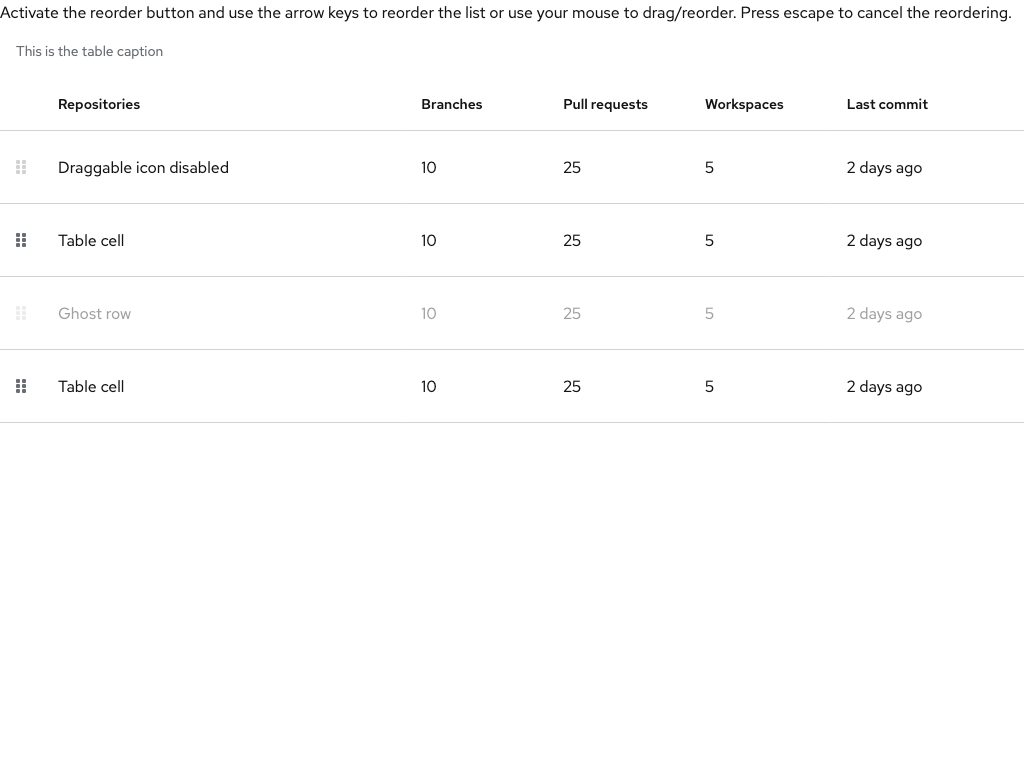 Activate the reorder button and use the arrow keys to reorder the list or use your mouse to drag/reorder. Press escape to cancel the reordering.
This is the table caption
Repositories Branches Pull requests Workspaces Last commit
Draggable icon disabled 10 25 5 2 days ago
Table cell 10 25 5 2 days ago
Ghost row 10 25 5 2 days ago
Table cell 10 25 5 2 days ago